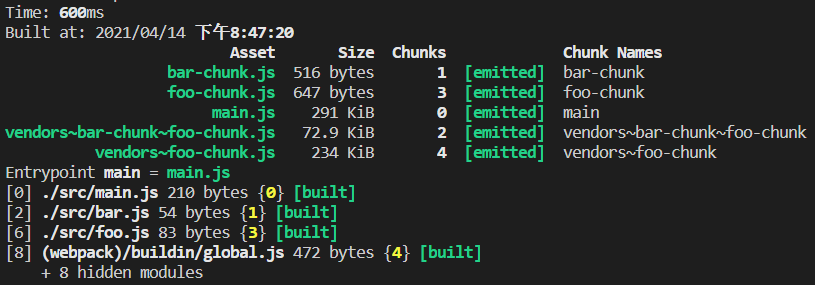 Time: 600ms
Built at: 2021/04/14 下午8:47:20
Asset Size Chunks Chunk Names
bar-chunk.js 516 bytes 1 [emitted] bar-chunk
foo-chunk.js 647 bytes 3 [emitted] foo-chunk
main.js 291 KiB 0 [emitted] main
vendors~bar-chunk~foo-chunk.js 72.9 KiB 2 [emitted] vendors~bar-chunk~foo-chunk
vendors~foo-chunk.js 234 KiB 4 [emitted] vendors~foo-chunk
Entrypoint main = main.js
[0] ./src/main.js 210 bytes {0} [built]
[2] ./src/bar.js 54 bytes {1} [built]
[6] ./src/foo.js 83 bytes {3} [built]
[8] (webpack)/buildin/global.js 472 bytes {4} [built]
+ 8 hidden modules